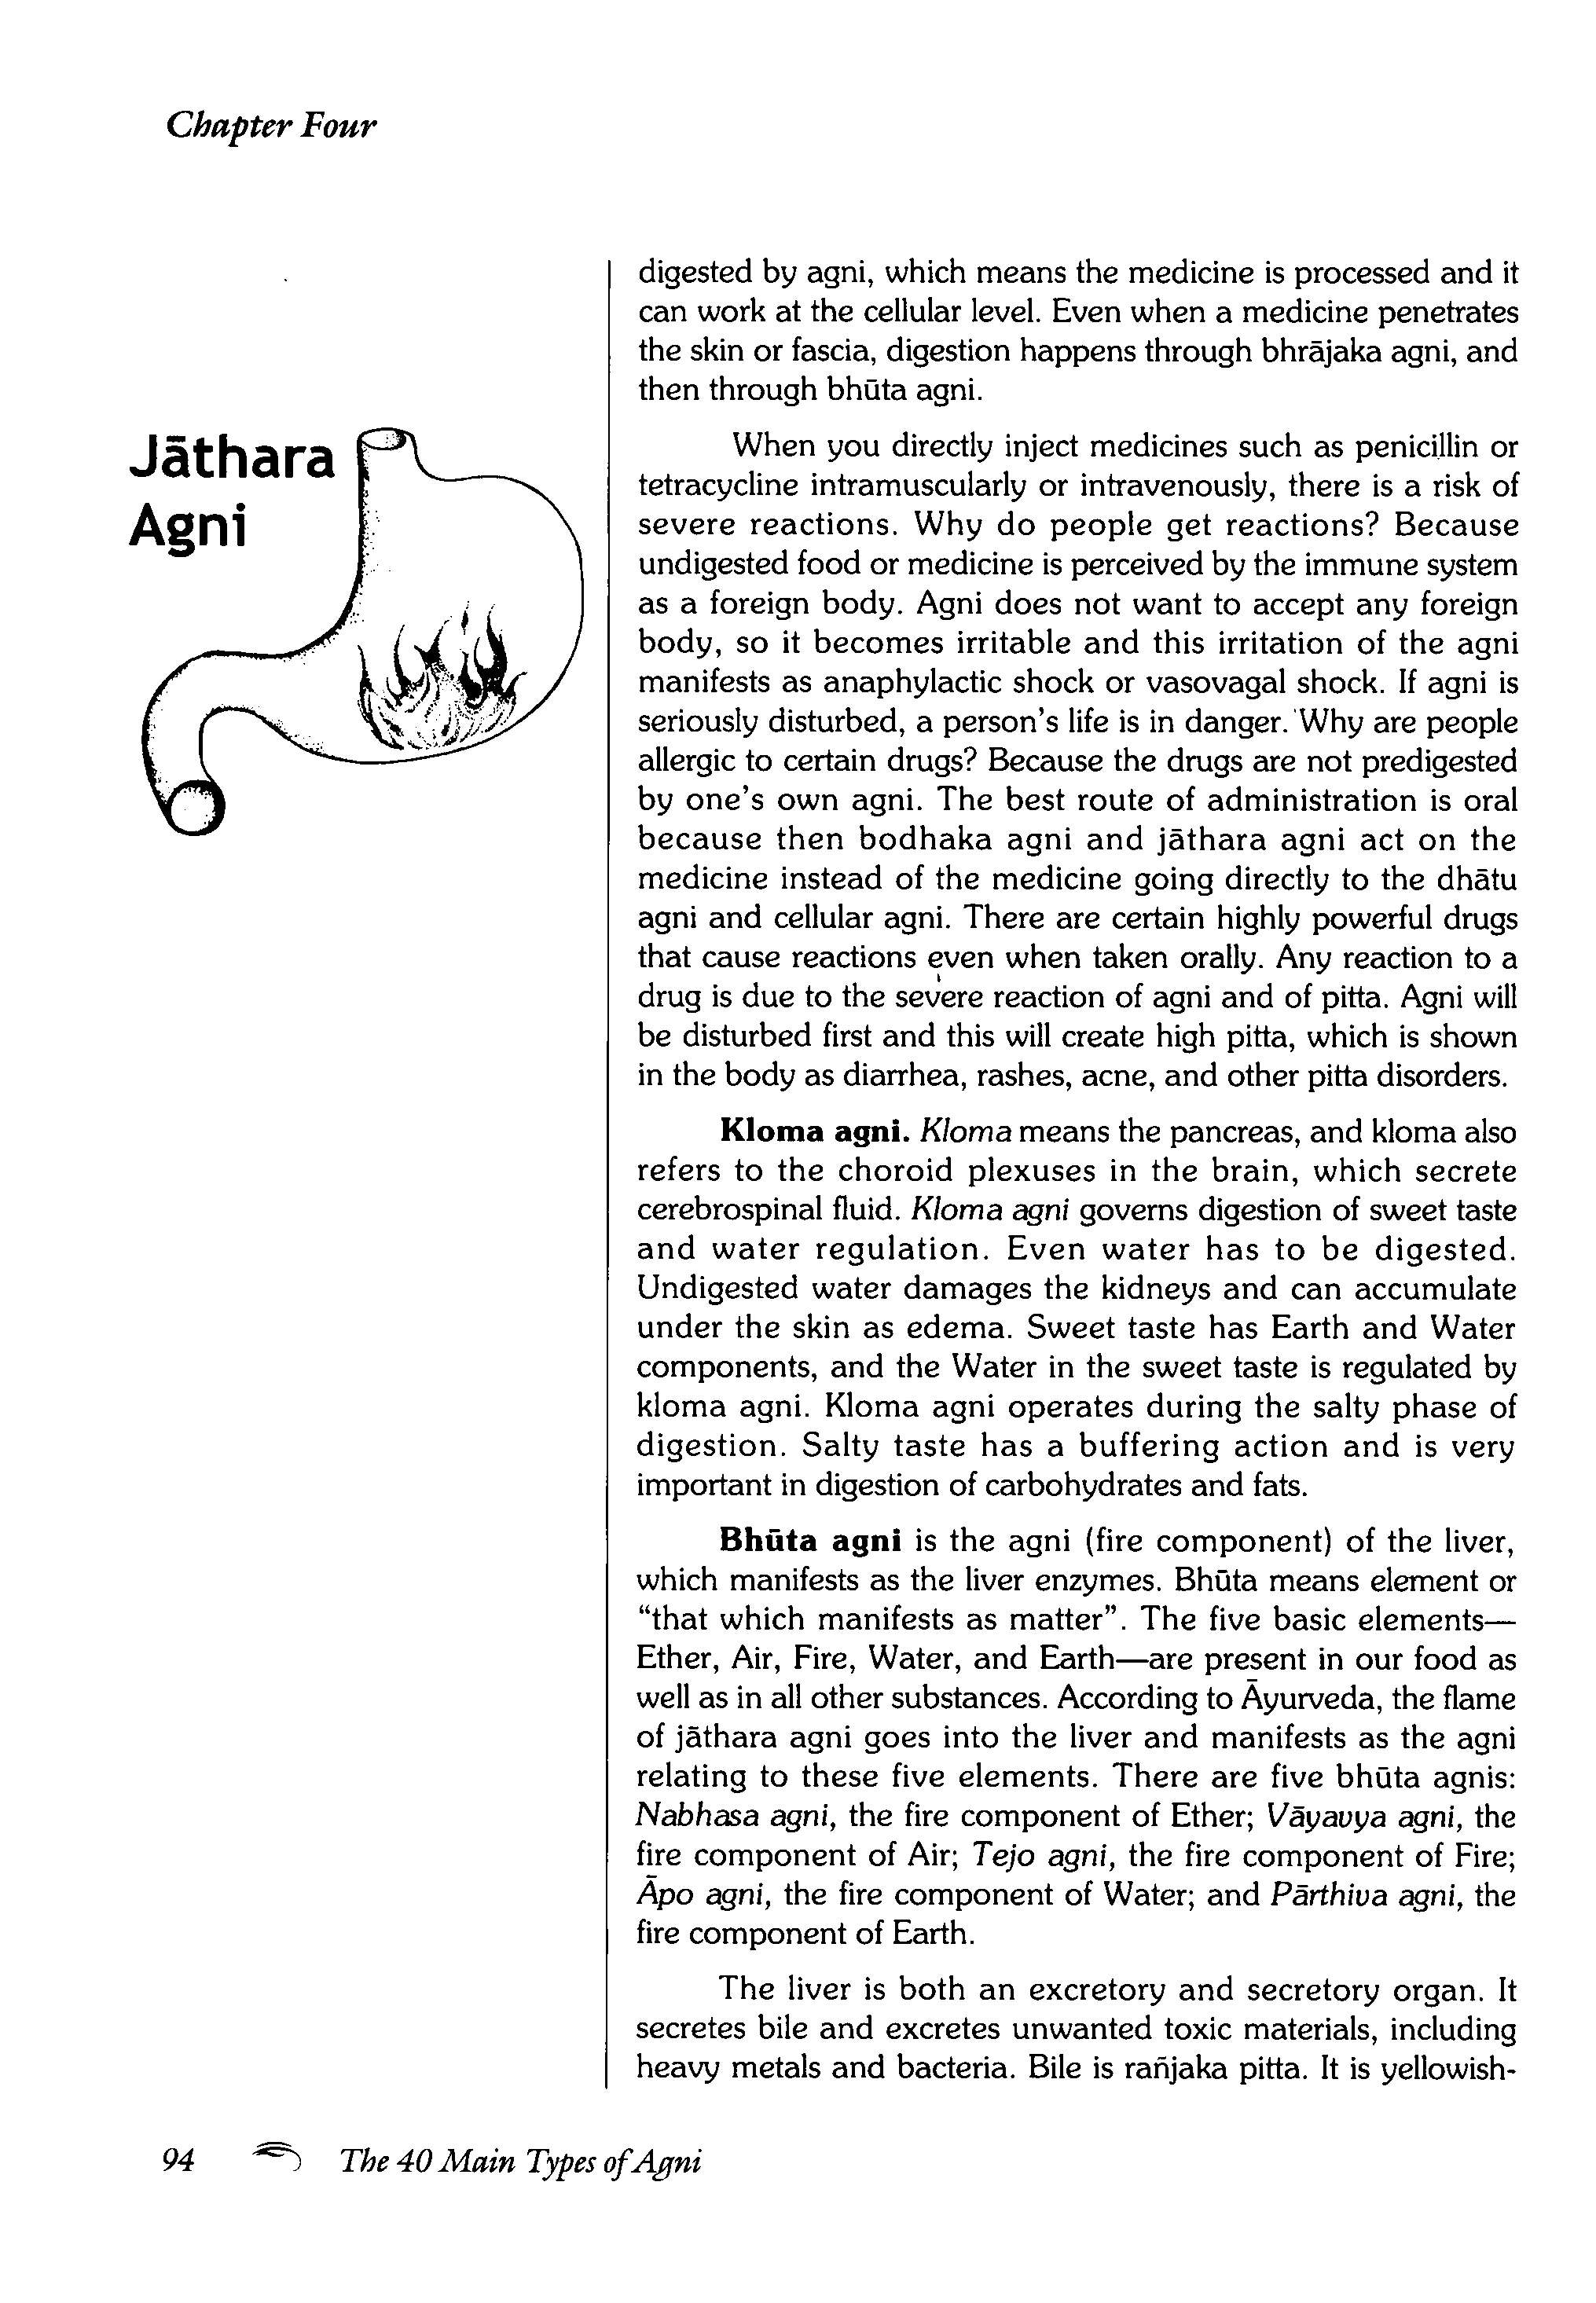 Chapter Four
Jāthara
Agni
digested by agni, which means the medicine is processed and it
can work at the cellular level. Even when a medicine penetrates
the skin or fascia, digestion happens through bhrājaka agni, and
then through bhūta agni.
When you directly inject medicines such as penicillin or
tetracycline intramuscularly or intravenously, there is a risk of
severe reactions. Why do people get reactions? Because
undigested food or medicine is perceived by the immune system
as a foreign body. Agni does not want to accept any foreign
body, so it becomes irritable and this irritation of the agni
manifests as anaphylactic shock or vasovagal shock. If agni is
seriously disturbed, a person's life is in danger. Why are people
allergic to certain drugs? Because the drugs are not predigested
by one's own agni. The best route of administration is oral
because then bodhaka agni and jāthara agni act on the
medicine instead of the medicine going directly to the dhātu
agni and cellular agni. There are certain highly powerful drugs
that cause reactions even when taken orally. Any reaction to a
drug is due to the severe reaction of agni and of pitta. Agni will
be disturbed first and this will create high pitta, which is shown
in the body as diarrhea, rashes, acne, and other pitta disorders.
Kloma agni. Kloma means the pancreas, and kloma also
refers to the choroid plexuses in the brain, which secrete
cerebrospinal fluid. Kloma agni governs digestion of sweet taste
and water regulation. Even water has to be digested.
Undigested water damages the kidneys and can accumulate
under the skin as edema. Sweet taste has Earth and Water
components, and the Water in the sweet taste is regulated by
kloma agni. Kloma agni operates during the salty phase of
digestion. Salty taste has a buffering action and is very
important in digestion of carbohydrates and fats.
Bhūta agni is the agni (fire component) of the liver,
which manifests as the liver enzymes. Bhūta means element or
“that which manifests as matter”. The five basic elements—
Ether, Air, Fire, Water, and Earth—are present in our food as
well as in all other substances. According to Āyurveda, the flame
of jāthara agni goes into the liver and manifests as the agni
relating to these five elements. There are five bhūta agnis:
Nabhasa agni, the fire component of Ether; Vāyavya agni, the
fire component of Air; Tejo agni, the fire component of Fire;
Āpo agni, the fire component of Water; and Pārthiva agni, the
fire component of Earth.
The liver is both an excretory and secretory organ. It
secretes bile and excretes unwanted toxic materials, including
heavy metals and bacteria. Bile is rañjaka pitta. It is yellowish-
94 The 40 Main Types of Agni